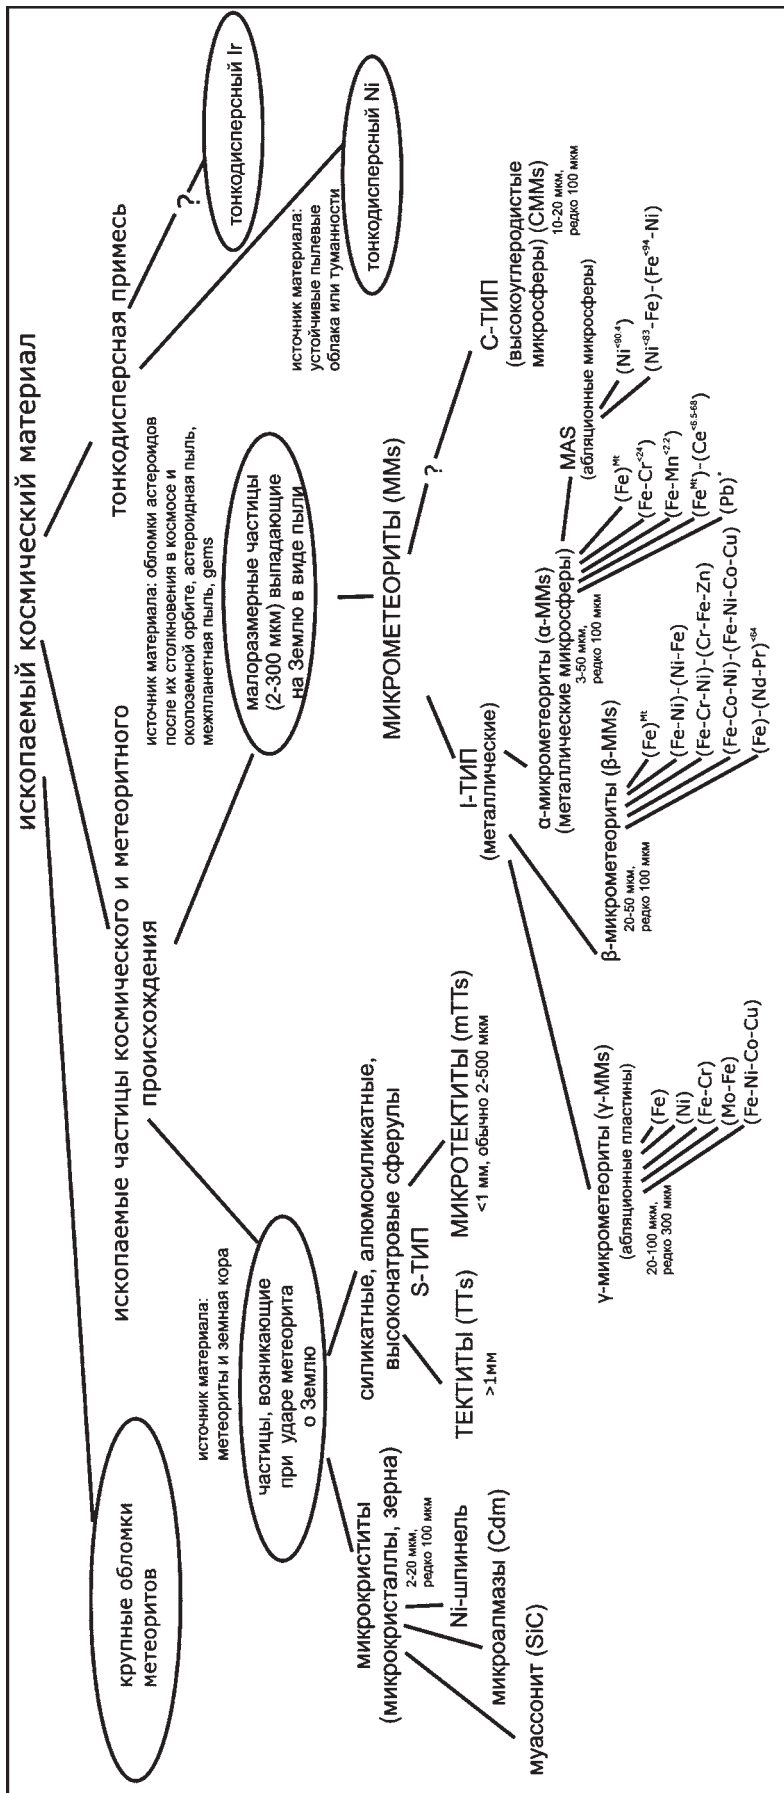 ископаемый космический материал
крупные обломки
метеоритов
ископаемые частицы космического и метеоритного
происхождения
тонкодисперсная примесь
?
тонкодисперсный Ir
источник материала:
устойчивые пылевые
облака или туманности
тонкодисперсный Ni
источник материала:
метеориты и земная кора
частицы, возникающие
при ударе метеорита
о Землю
источник материала: обломки астероидов
после их столкновения в космосе и
околоземной орбите, астероидная пыль,
межпланетная пыль, gems
малоразмерные частицы
(2-300 мкм) выпадающие
на Землю в виде пыли
микрокриститы
(микрокристаллы, зерна)
2-20 мкм,
редко 100 мкм
Ni-шпинель
микроалмазы (Cdm)
муассонит (SiC)
силикатные, алюмосиликатные,
высоконатровые сферулы
S-ТИП
ТЕКТИТЫ (TTs)
>1мм
МИКРОТЕКТИТЫ (mTTs)
<1 мм, обычно 2-500 мкм
МИКРОМЕТЕОРИТЫ (MMs)
?
I-ТИП
(металлические)
С-ТИП
(высокоуглеродистые
микросферы) (CMMs)
10-20 мкм,
редко 100 мкм
γ-микрометеориты (γ-MMs)
(абляционные пластины)
20-100 мкм,
редко 300 мкм
(Fe)
(Ni)
(Fe-Cr)
(Mo-Fe)
(Fe-Ni-Co-Cu)
β-микрометеориты (β-MMs)
20-50 мкм,
редко 100 мкм
(Fe)ᴹᵗ
(Fe-Ni)-(Ni-Fe)
(Fe-Cr-Ni)-(Cr-Fe-Zn)
(Fe-Co-Ni)-(Fe-Ni-Co-Cu)
(Fe)-(Nd-Pr)<64
α-микрометеориты (α-MMs)
(металлические микросферы)
3-50 мкм,
редко 100 мкм
(Fe)ᴹᵗ
(Fe-Cr<24)
(Fe-Mn<2.2)
(Feᴹᵗ)-(Ce<6.5-68)
(Pb)*
MAS
(абляционные микросферы)
(Ni<90.4)
(Ni<83-Fe)-(Fe<94-Ni)